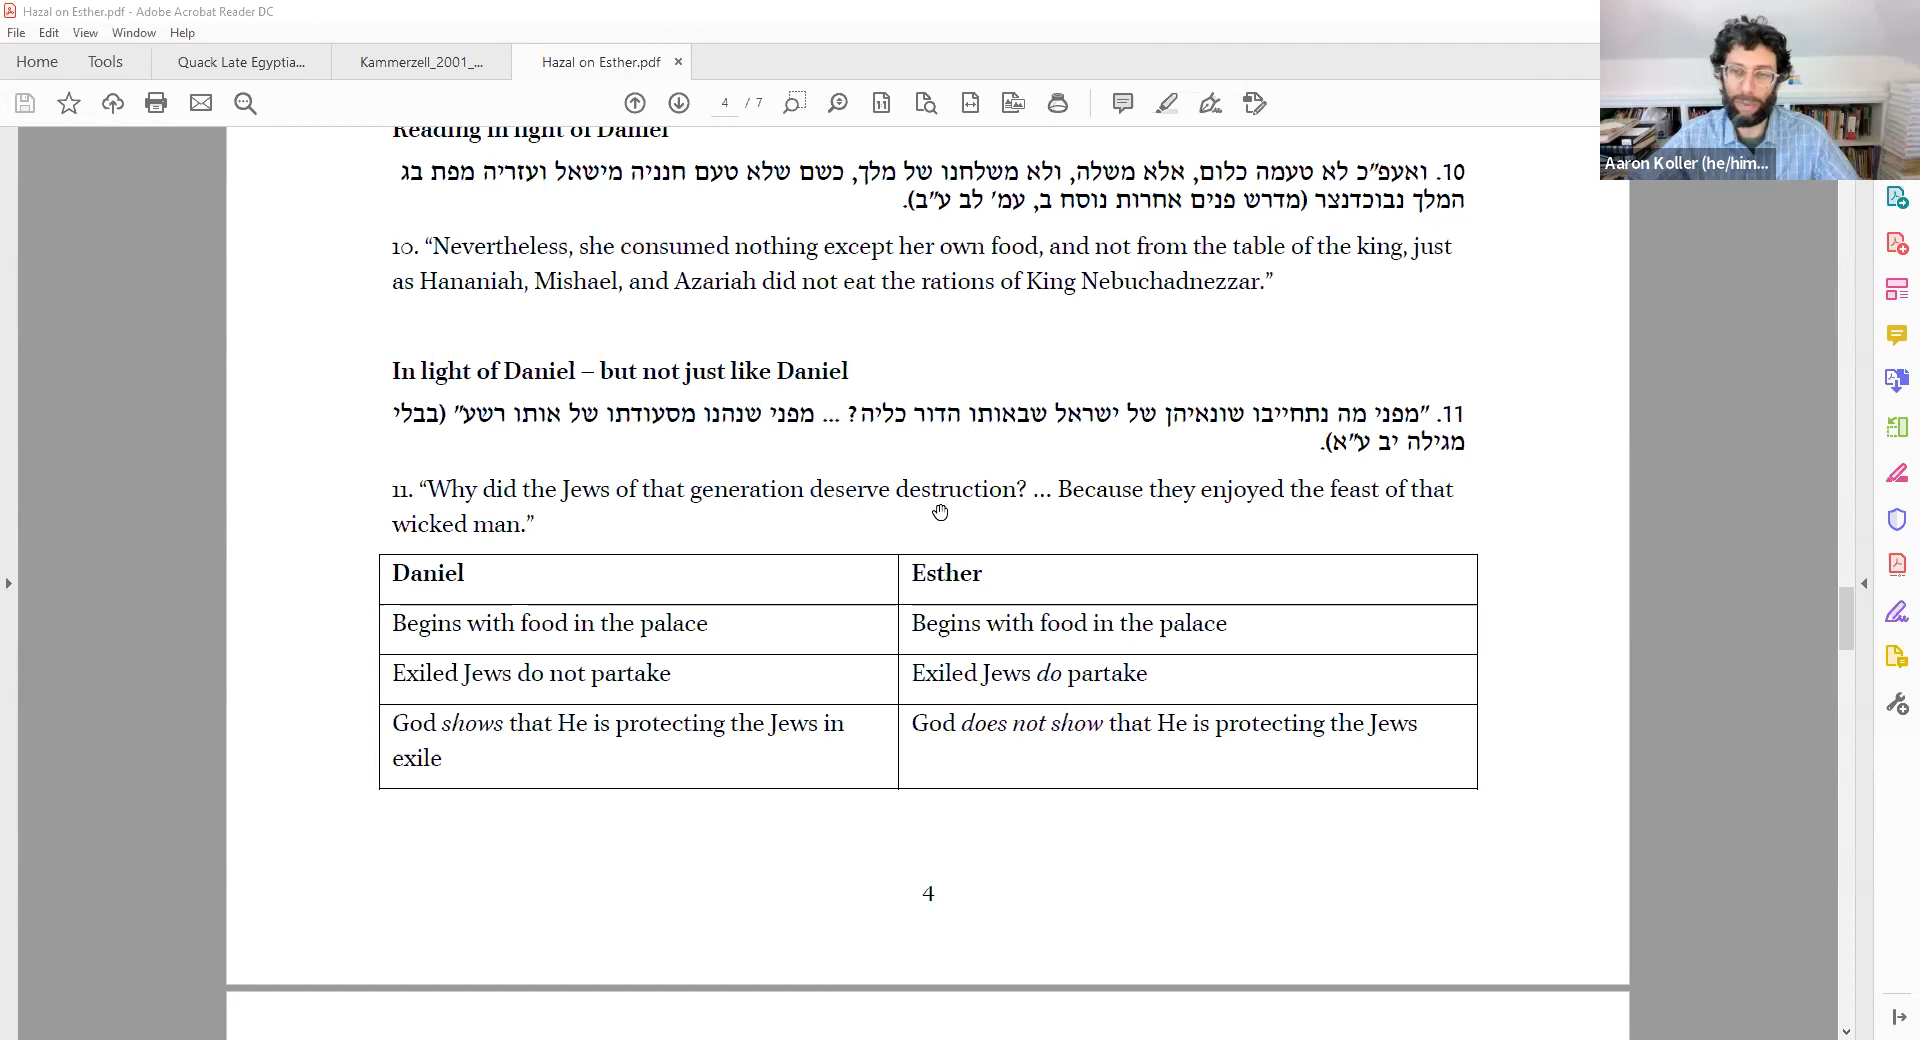 Hazal on Esther.pdf - Adobe Acrobat Reader DC
File Edit View Window Help
Home Tools Quack Late Egyptia... Kammerzell_2001_... Hazal on Esther.pdf ×
4 / 7
Aaron Koller (he/him...
Reading in light of Daniel
10. ואעפ"כ לא טעמה כלום, אלא משלה, ולא משלחנו של מלך, כשם שלא טעם חנניה מישאל ועזריה מפת בג
המלך נבוכדנצר (מדרש פנים אחרות נוסח ב, עמ' לב ע"ב).
10. “Nevertheless, she consumed nothing except her own food, and not from the table of the king, just
as Hananiah, Mishael, and Azariah did not eat the rations of King Nebuchadnezzar.”
In light of Daniel – but not just like Daniel
11. "מפני מה נתחייבו שונאיהן של ישראל שבאותו הדור כליה? ... מפני שנהנו מסעודתו של אותו רשע" (בבלי
מגילה יב ע"א).
11. “Why did the Jews of that generation deserve destruction? ... Because they enjoyed the feast of that
wicked man.”
Daniel Esther
Begins with food in the palace Begins with food in the palace
Exiled Jews do not partake Exiled Jews do partake
God shows that He is protecting the Jews in God does not show that He is protecting the Jews
exile
4